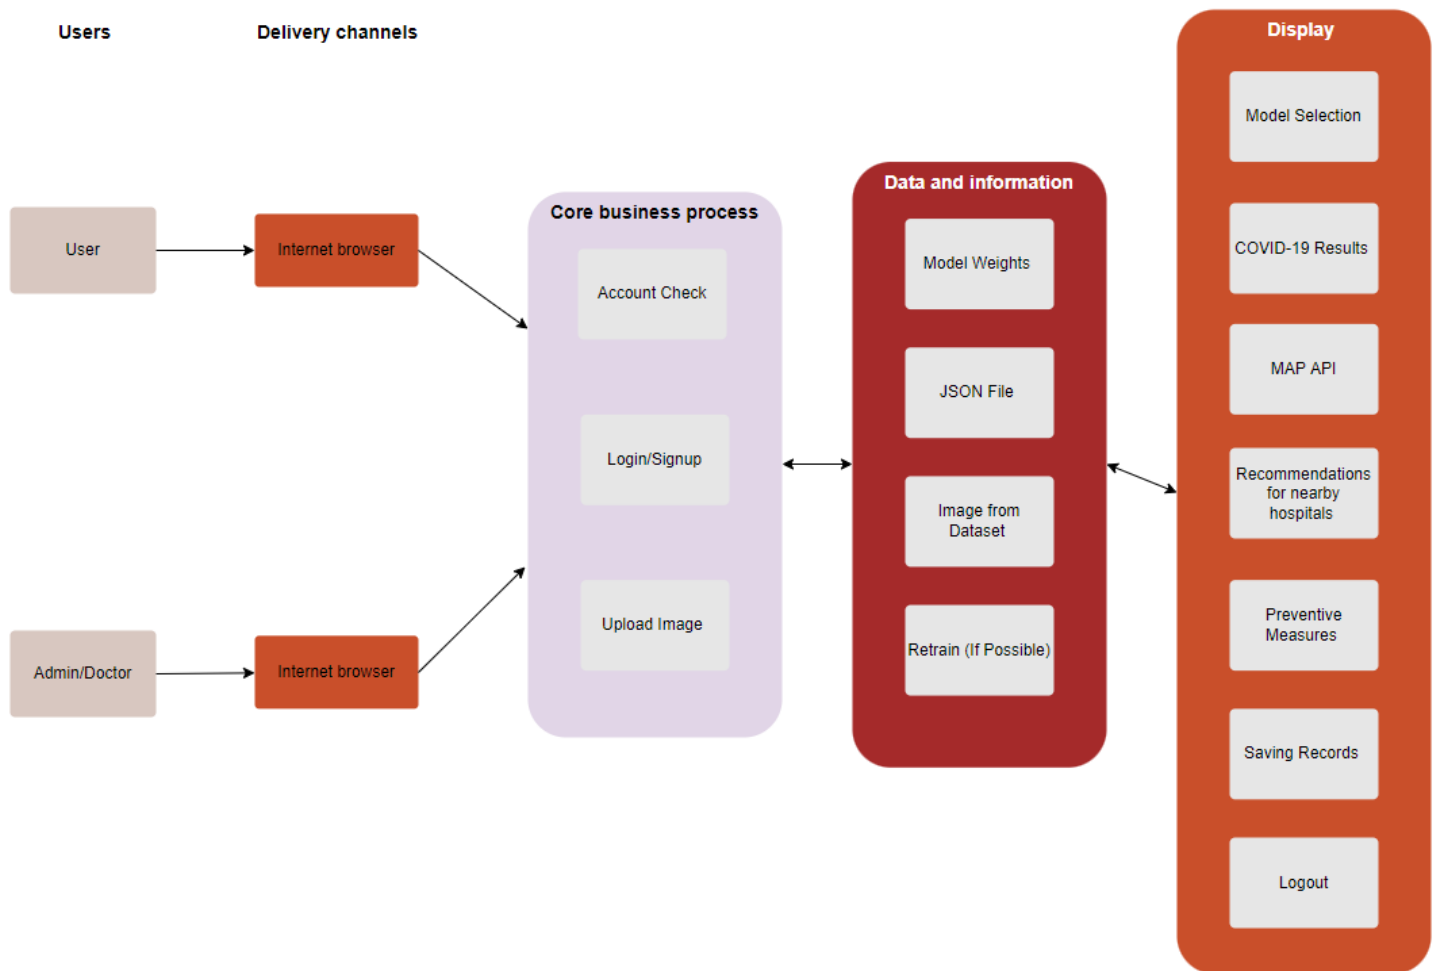 Users
Delivery channels
User
Internet browser
Admin/Doctor
Internet browser
Core business process
Account Check
Login/Signup
Upload Image
Data and information
Model Weights
JSON File
Image from
Dataset
Retrain (If Possible)
Display
Model Selection
COVID-19 Results
MAP API
Recommendations
for nearby
hospitals
Preventive
Measures
Saving Records
Logout